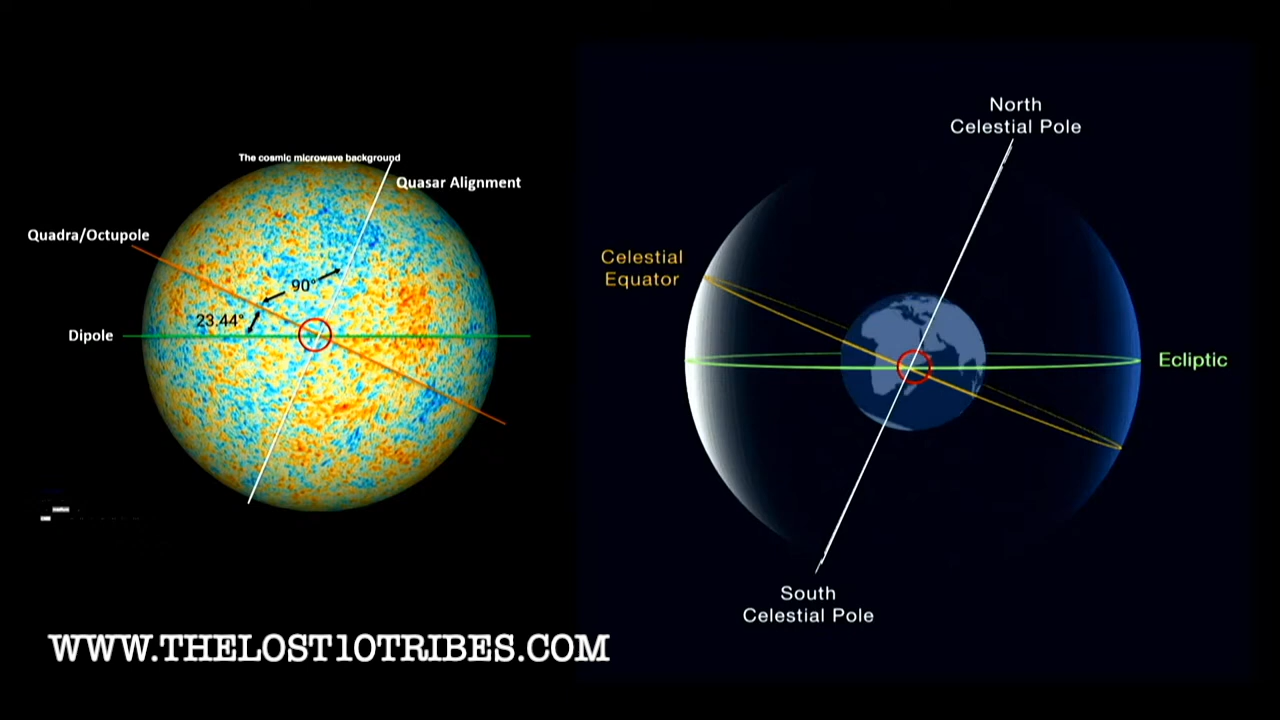 The cosmic microwave background
Quasar Alignment
Quadra/Octupole
90°
23.44°
Dipole
North
Celestial Pole
Celestial
Equator
Ecliptic
South
Celestial Pole
WWW.THELOST10TRIBES.COM